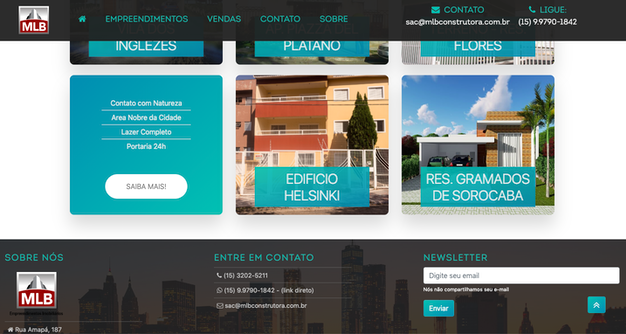 MLB
EMPREENDIMENTOS
VENDAS
CONTATO
SOBRE
CONTATO
sac@mlbconstrutora.com.br
LIGUE:
(15) 9.9790-1842
INGLEZES
PLATANO
FLORES
Contato com Natureza
Area Nobre da Cidade
Lazer Completo
Portaria 24h
SAIBA MAIS!
EDIFICIO
HELSINKI
RES. GRAMADOS
DE SOROCABA
SOBRE NÓS
MLB
Rua Amapá, 187
ENTRE EM CONTATO
(15) 3202-5211
(15) 9.9790-1842 - (link direto)
sac@mlbconstrutora.com.br
NEWSLETTER
Digite seu email
Nós não compartilhamos seu e-mail
Enviar